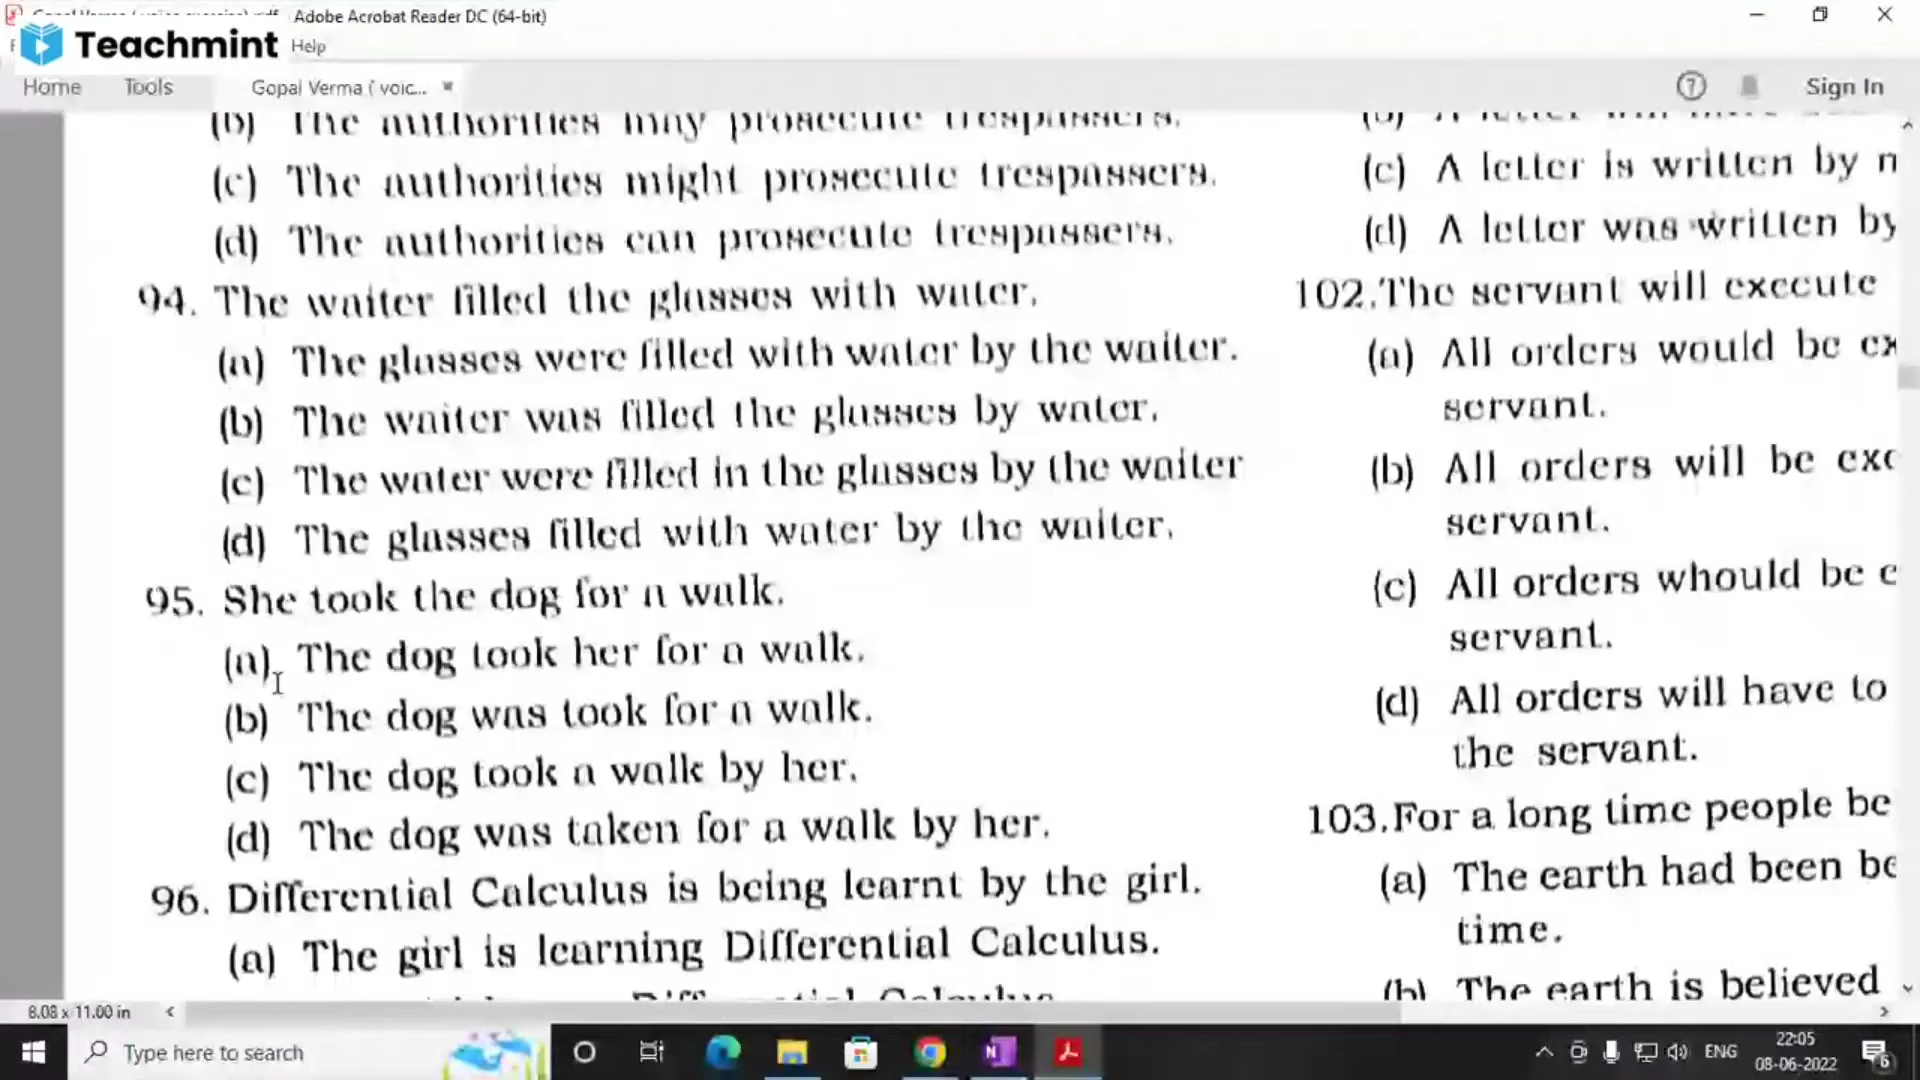 Adobe Acrobat Reader DC (64-bit)
Teachmint
Help
Home Tools Gopal Verma ( voic... Sign In
(b) The authorities may prosecute trespassers.
(c) The authorities might prosecute trespassers.
(d) The authorities can prosecute trespassers.
94. The waiter filled the glasses with water.
(a) The glasses were filled with water by the waiter.
(b) The waiter was filled the glasses by water.
(c) The water were filled in the glasses by the waiter
(d) The glasses filled with water by the waiter.
95. She took the dog for a walk.
(a) The dog took her for a walk.
(b) The dog was took for a walk.
(c) The dog took a walk by her.
(d) The dog was taken for a walk by her.
96. Differential Calculus is being learnt by the girl.
(a) The girl is learning Differential Calculus.
(c) A letter is written by
(d) A letter was written by
102.The servant will execute
(a) All orders would be
servant.
(b) All orders will be
servant.
(c) All orders whould be
servant.
(d) All orders will have to
the servant.
103.For a long time people be
(a) The earth had been be
time.
(b) The earth is believed
8.08 x 11.00 in
Type here to search
ENG
22:05
08-06-2022
6